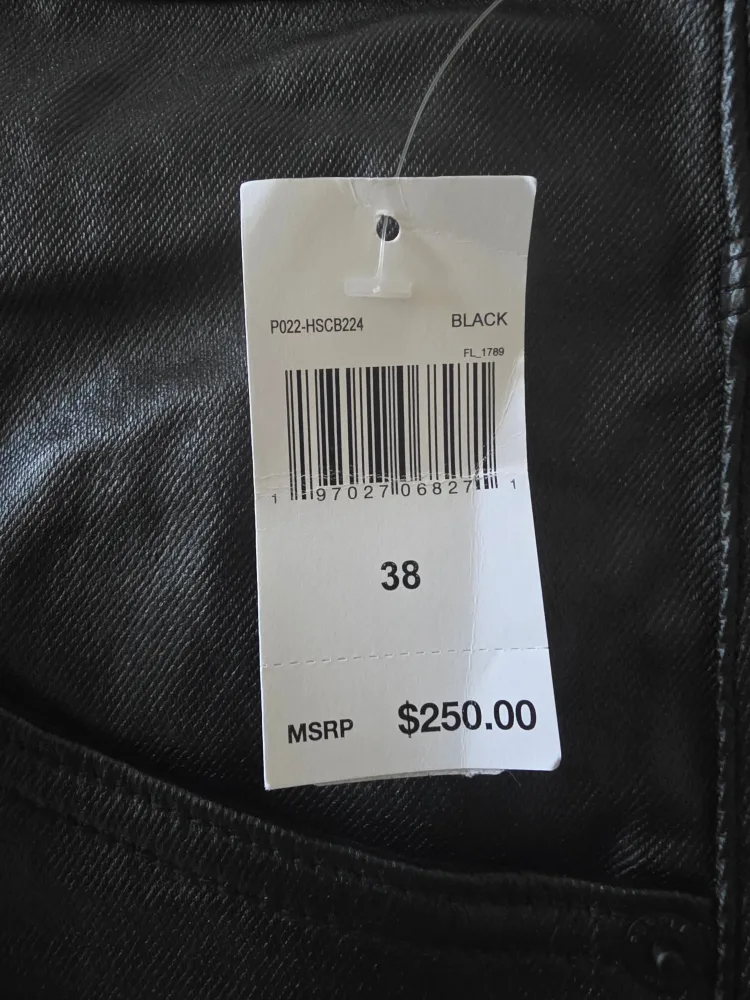 P022-HSCB224 BLACK
FL_1789
1 97027 06827 1
38
MSRP $250.00